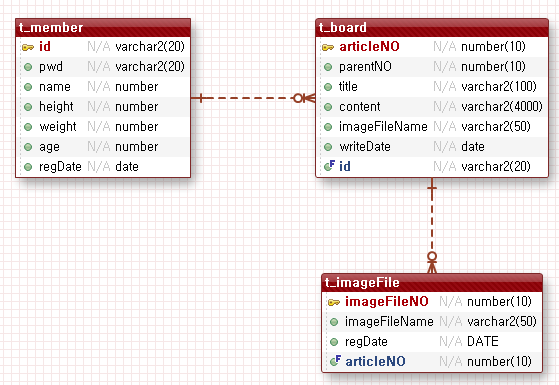 t_member
id N/A varchar2(20)
pwd N/A varchar2(20)
name N/A number
height N/A number
weight N/A number
age N/A number
regDate N/A date
t_board
articleNO N/A number(10)
parentNO N/A number(10)
title N/A varchar2(100)
content N/A varchar2(4000)
imageFileName N/A varchar2(50)
writeDate N/A date
F id N/A varchar2(20)
t_imageFile
imageFileNO N/A number(10)
imageFileName N/A varchar2(50)
regDate N/A DATE
F articleNO N/A number(10)